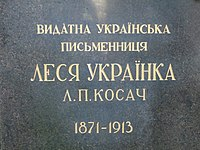 ВИДАТНА УКРАЇНСЬКА
ПИСЬМЕННИЦЯ
ЛЕСЯ УКРАЇНКА
Л.П.КОСАЧ
1871-1913